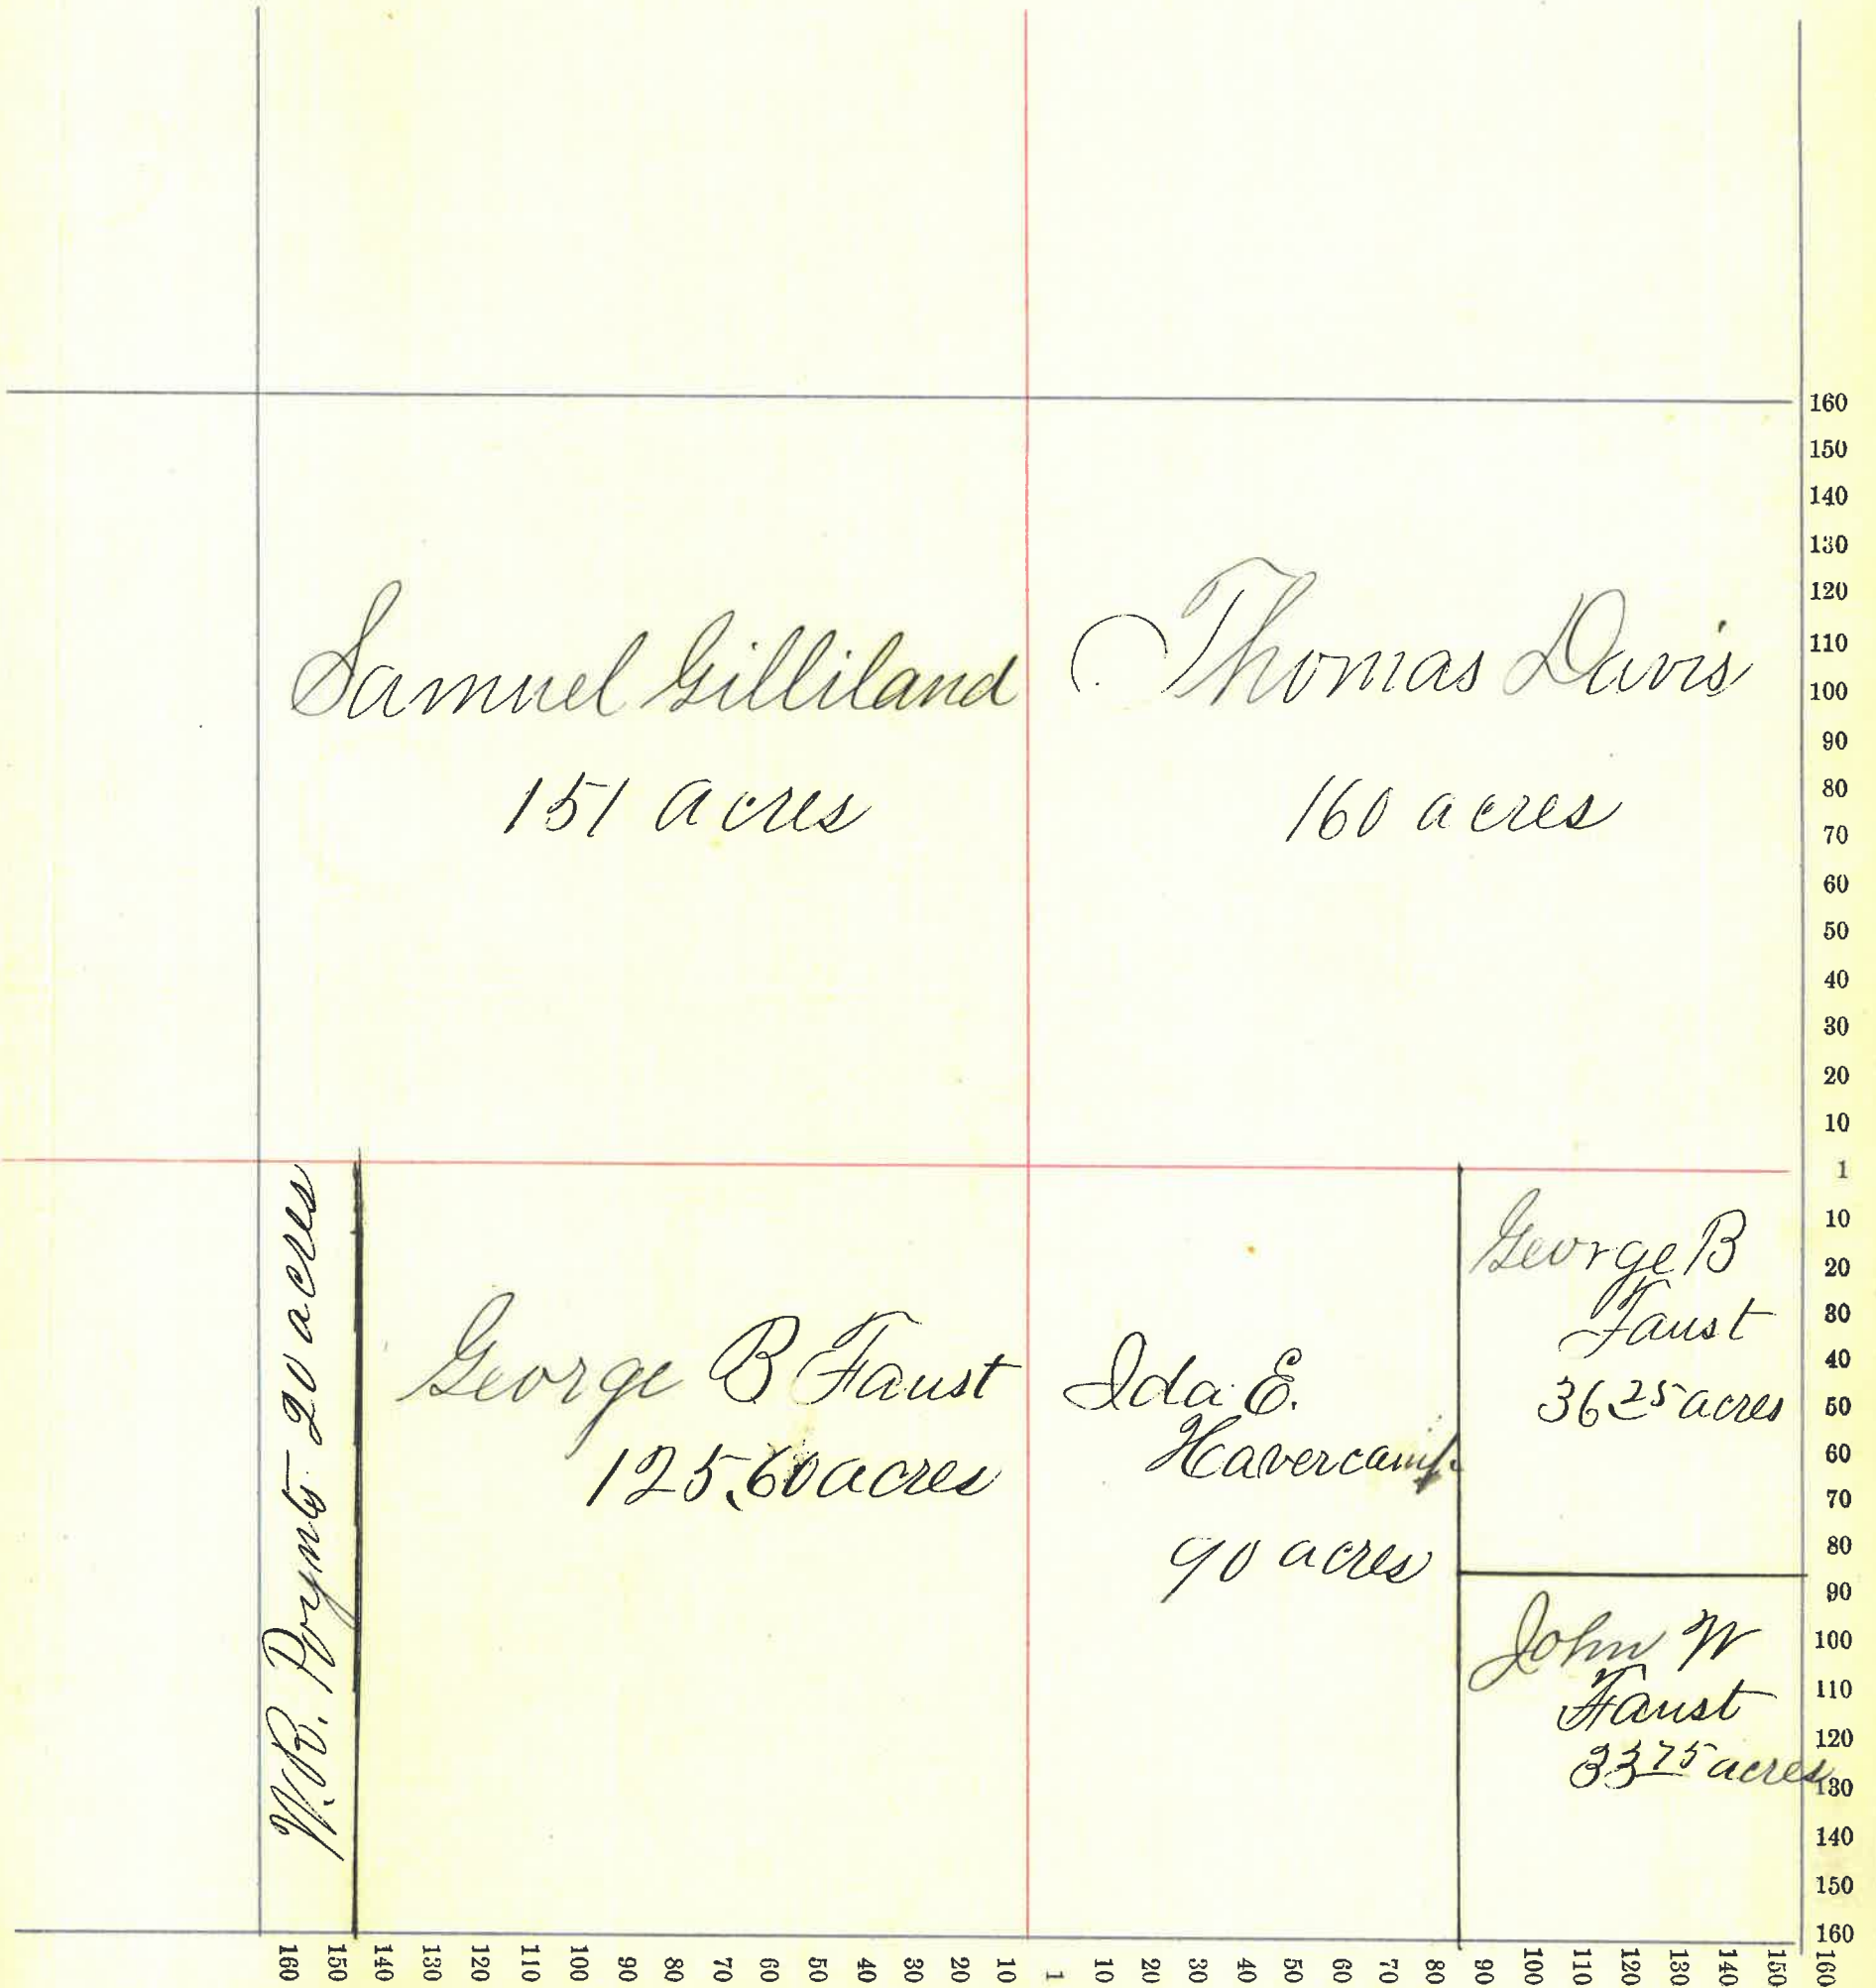 Samuel Gilliland
151 acres
Thomas Davis
160 acres
W.R. 20 acres
George B Faust
125.60 acres
Ida E.
Havercamp
90 acres
George B
Faust
36 25 acres
John W
Faust
33 75 acres
160
150
140
130
120
110
100
90
80
70
60
50
40
30
20
10
1
10
20
30
40
50
60
70
80
90
100
110
120
130
140
150
160
160 150 140 130 120 110 100 90 80 70 60 50 40 30 20 10 1 10 20 30 40 50 60 70 80 90 100 110 120 130 140 150 160